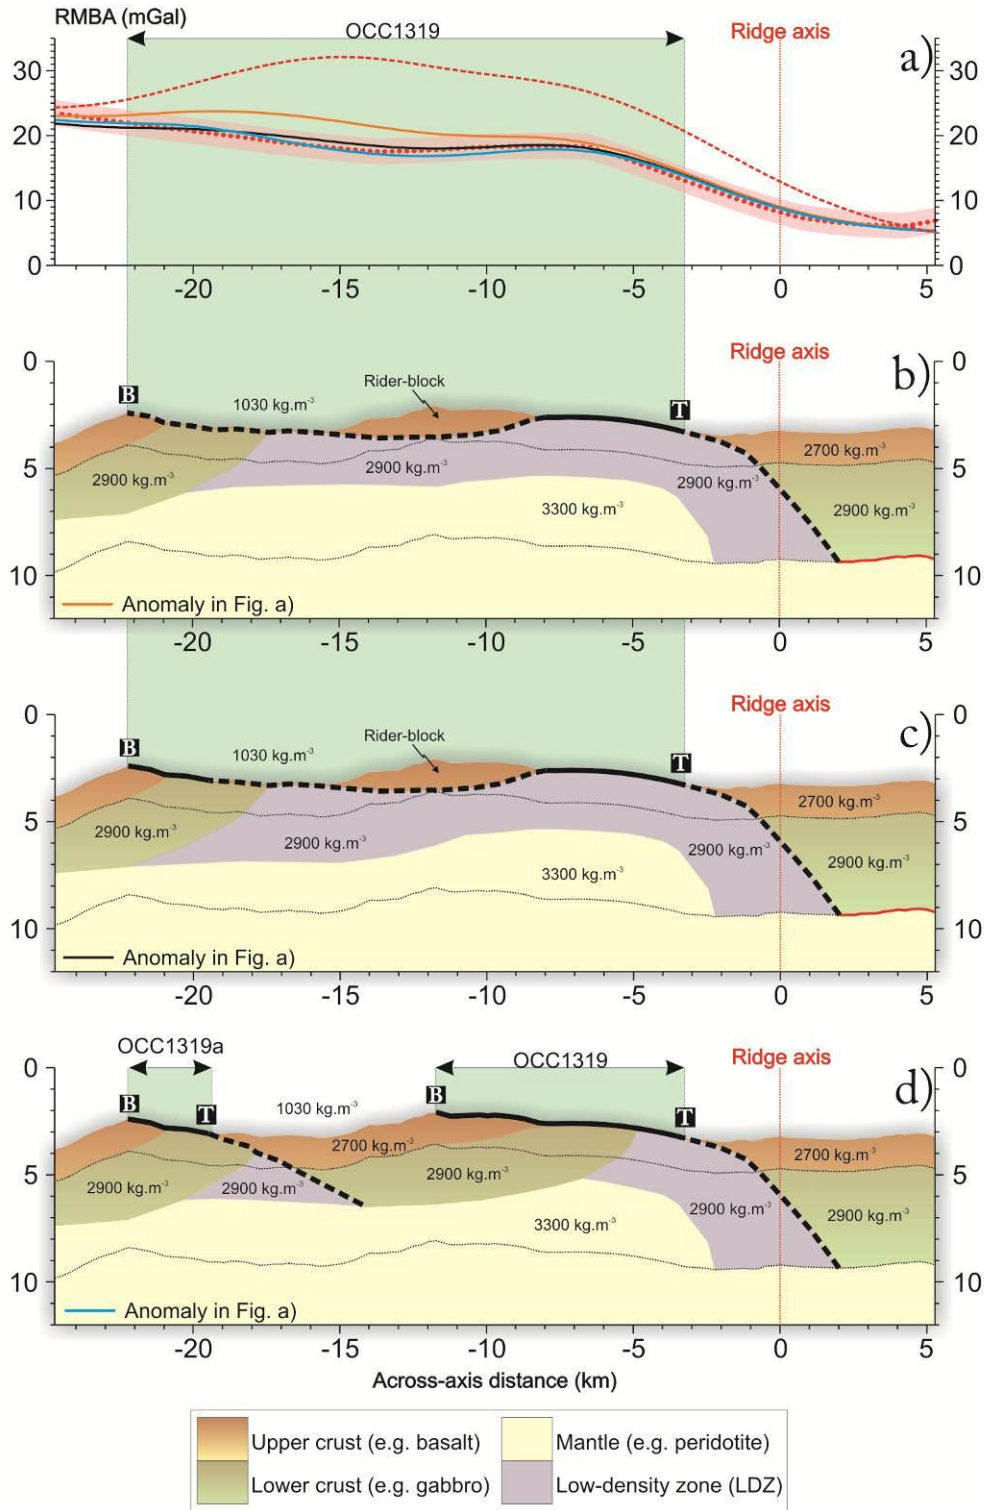 RMBA (mGal)
OCC1319
Ridge axis
a)
30 30
20 20
10 10
0 0
-20 -15 -10 -5 0 5
Ridge axis
b)
0 0
B
Rider-block
1030 kg.m-3
T
2700 kg.m-3
5 5
2900 kg.m-3
2900 kg.m-3
2900 kg.m-3
3300 kg.m-3
2900 kg.m-3
10 10
Anomaly in Fig. a)
-20 -15 -10 -5 0 5
Ridge axis
c)
0 0
B
Rider-block
1030 kg.m-3
T
2700 kg.m-3
5 5
2900 kg.m-3
2900 kg.m-3
2900 kg.m-3
3300 kg.m-3
2900 kg.m-3
10 10
Anomaly in Fig. a)
-20 -15 -10 -5 0 5
OCC1319a
OCC1319
Ridge axis
d)
0 0
B
T
1030 kg.m-3
B
T
2700 kg.m-3
2700 kg.m-3
5 5
2900 kg.m-3
2900 kg.m-3
2900 kg.m-3
2900 kg.m-3
3300 kg.m-3
2900 kg.m-3
10 10
Anomaly in Fig. a)
-20 -15 -10 -5 0 5
Across-axis distance (km)
Upper crust (e.g. basalt)
Mantle (e.g. peridotite)
Lower crust (e.g. gabbro)
Low-density zone (LDZ)